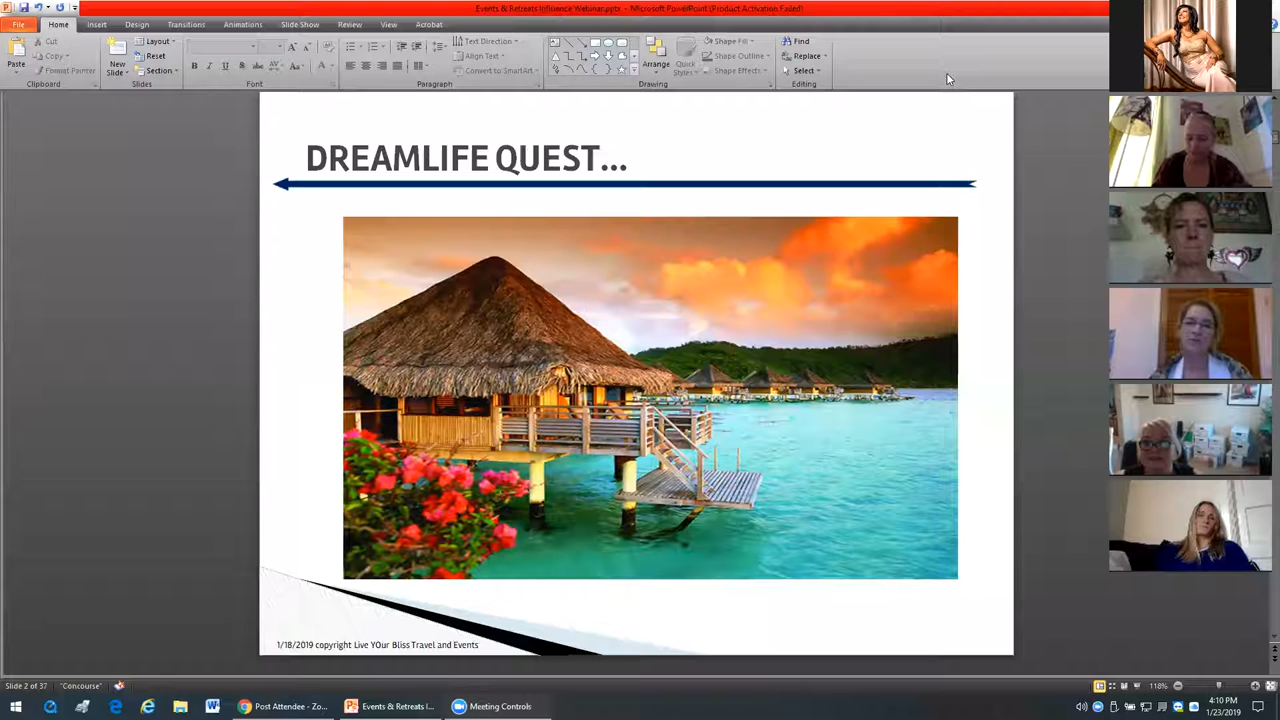 Events & Retreats Influence Webinar.pptx - Microsoft PowerPoint (Product Activation Failed)
File Home Insert Design Transitions Animations Slide Show Review View Acrobat
Cut Layout Text Direction Shape Fill Find
Copy Reset Align Text Shape Outline Replace
Paste Format Painter New Slide Section Convert to SmartArt Arrange Quick Styles Shape Effects Select
Clipboard Slides Font Paragraph Drawing Editing
DREAMLIFE QUEST...
1/18/2019 copyright Live YOur Bliss Travel and Events
Slide 2 of 37 "Concourse" 118%
Post Attendee - Zo... Events & Retreats I... Meeting Controls 4:10 PM
1/23/2019